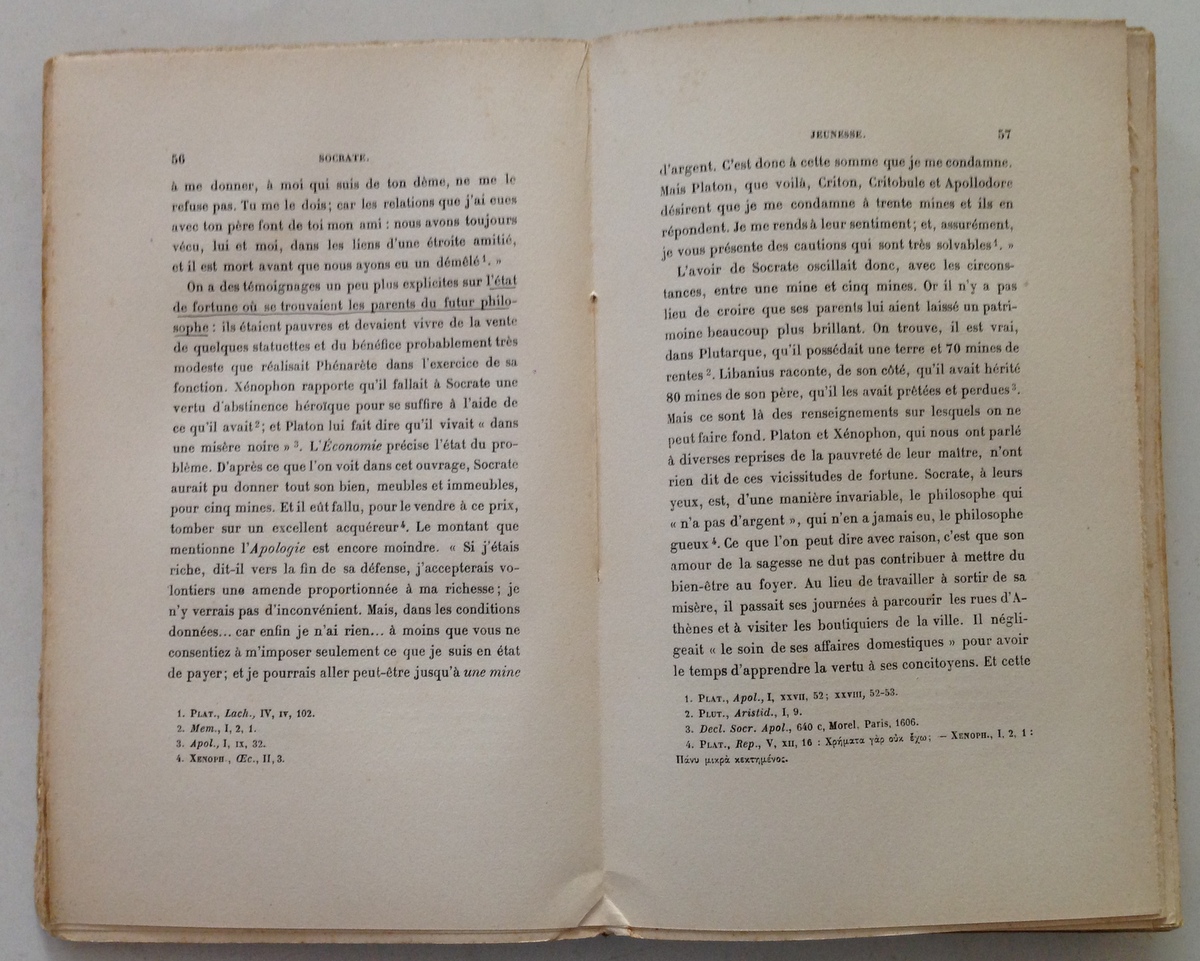 56
SOCRATE.
à me donner, à moi qui suis de ton dème, ne me le
refuse pas. Tu me le dois; car les relations que j'ai eues
avec ton père font de toi mon ami : nous avons toujours
vécu, lui et moi, dans les liens d'une étroite amitié,
et il est mort avant que nous ayons eu un démêlé¹. »
On a des témoignages un peu plus explicites sur l'état
de fortune où se trouvaient les parents du futur philo-
sophe : ils étaient pauvres et devaient vivre de la vente
de quelques statuettes et du bénéfice probablement très
modeste que réalisait Phénarète dans l'exercice de sa
fonction. Xénophon rapporte qu'il fallait à Socrate une
vertu d'abstinence héroïque pour se suffire à l'aide de
ce qu'il avait²; et Platon lui fait dire qu'il vivait « dans
une misère noire »³. L'Économie précise l'état du pro-
blème. D'après ce que l'on voit dans cet ouvrage, Socrate
aurait pu donner tout son bien, meubles et immeubles,
pour cinq mines. Et il eût fallu, pour le vendre à ce prix,
tomber sur un excellent acquéreur⁴. Le montant que
mentionne l'Apologie est encore moindre. « Si j'étais
riche, dit-il vers la fin de sa défense, j'accepterais vo-
lontiers une amende proportionnée à ma richesse; je
n'y verrais pas d'inconvénient. Mais, dans les conditions
données... car enfin je n'ai rien... à moins que vous ne
consentiez à m'imposer seulement ce que je suis en état
de payer; et je pourrais aller peut-être jusqu'à une mine
1. PLAT., Lach., IV, IV, 102.
2. Mem., I, 2, 1.
3. Apol., I, IX, 32.
4. XENOPH., Œc., II, 3.
JEUNESSE.
57
d'argent. C'est donc à cette somme que je me condamne.
Mais Platon, que voilà, Criton, Critobule et Apollodore
désirent que je me condamne à trente mines et ils en
répondent. Je me rends à leur sentiment; et, assurément,
je vous présente des cautions qui sont très solvables¹. »
L'avoir de Socrate oscillait donc, avec les circons-
tances, entre une mine et cinq mines. Or il n'y a pas
lieu de croire que ses parents lui aient laissé un patri-
moine beaucoup plus brillant. On trouve, il est vrai,
dans Plutarque, qu'il possédait une terre et 70 mines de
rentes². Libanius raconte, de son côté, qu'il avait hérité
80 mines de son père, qu'il les avait prêtées et perdues³.
Mais ce sont là des renseignements sur lesquels on ne
peut faire fond. Platon et Xénophon, qui nous ont parlé
à diverses reprises de la pauvreté de leur maître, n'ont
rien dit de ces vicissitudes de fortune. Socrate, à leurs
yeux, est, d'une manière invariable, le philosophe qui
« n'a pas d'argent », qui n'en a jamais eu, le philosophe
gueux⁴. Ce que l'on peut dire avec raison, c'est que son
amour de la sagesse ne dut pas contribuer à mettre du
bien-être au foyer. Au lieu de travailler à sortir de sa
misère, il passait ses journées à parcourir les rues d'A-
thènes et à visiter les boutiquiers de la ville. Il négli-
geait « le soin de ses affaires domestiques » pour avoir
le temps d'apprendre la vertu à ses concitoyens. Et cette
1. PLAT., Apol., I, XXVII, 52; XXVIII, 52-53.
2. PLUT., Aristid., I, 9.
3. Decl. Socr. Apol., 640 c, Morel, Paris, 1606.
4. PLAT., Rep., V, XII, 16 : Χρήματα γὰρ οὐκ ἔχω; — XENOPH., I, 2, 1 :
Πάνυ μικρὰ κεκτημένος.